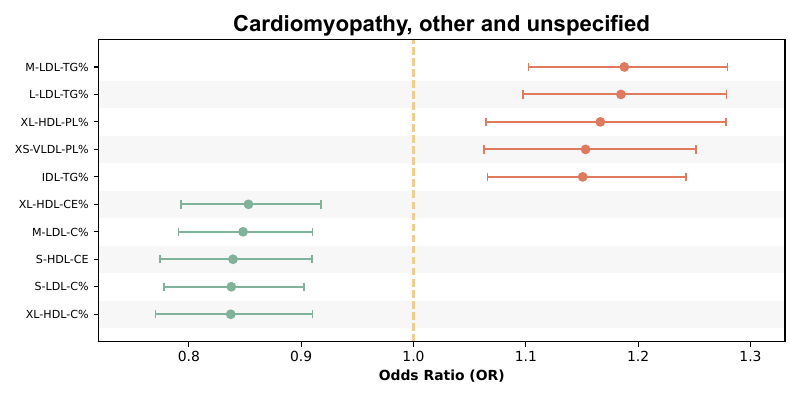 Cardiomyopathy, other and unspecified
M-LDL-TG%
L-LDL-TG%
XL-HDL-PL%
XS-VLDL-PL%
IDL-TG%
XL-HDL-CE%
M-LDL-C%
S-HDL-CE
S-LDL-C%
XL-HDL-C%
0.8 0.9 1.0 1.1 1.2 1.3
Odds Ratio (OR)